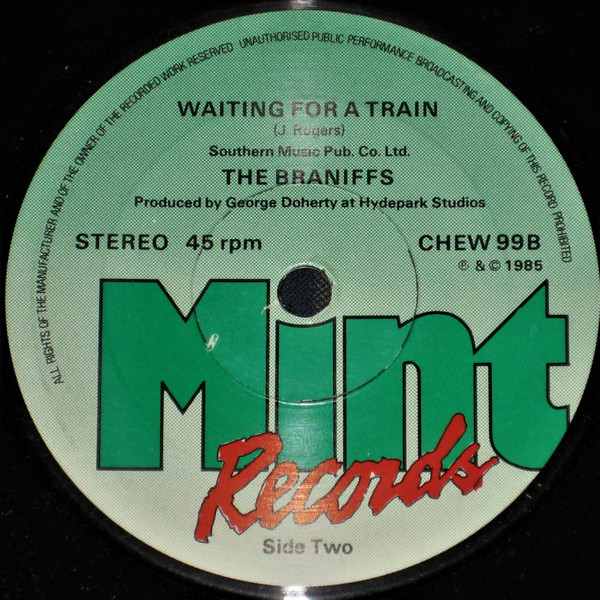 ALL RIGHTS OF THE MANUFACTURER AND OF THE OWNER OF THE RECORDED WORK RESERVED UNAUTHORISED PUBLIC PERFORMANCE BROADCASTING AND COPYING OF THIS RECORD PROHIBITED
WAITING FOR A TRAIN
(J. Rogers)
Southern Music Pub. Co. Ltd.
THE BRANIFFS
Produced by George Doherty at Hydepark Studios
STEREO 45 rpm
CHEW 99B
℗ & © 1985
Mint
Records
Side Two